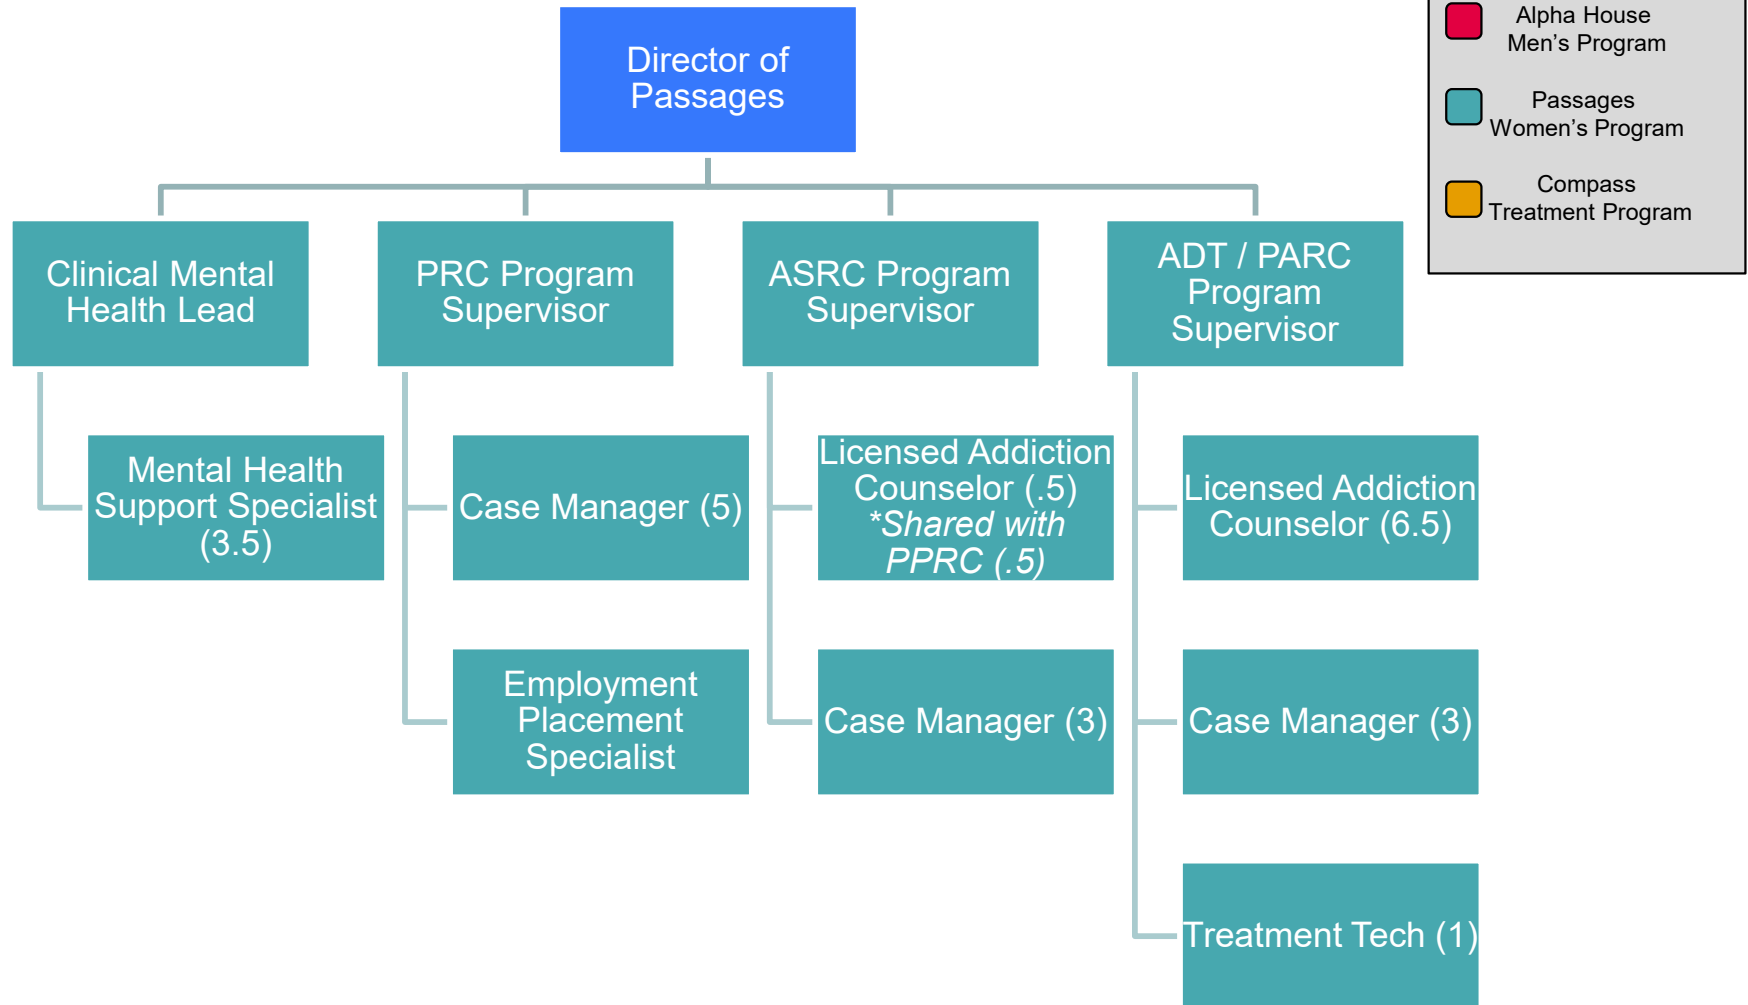 Director of
Passages
Alpha House
Men’s Program
Passages
Women’s Program
Compass
Treatment Program
Clinical Mental
Health Lead
PRC Program
Supervisor
ASRC Program
Supervisor
ADT / PARC
Program
Supervisor
Mental Health
Support Specialist
(3.5)
Case Manager (5)
Licensed Addiction
Counselor (.5)
*Shared with
PPRC (.5)
Licensed Addiction
Counselor (6.5)
Employment
Placement
Specialist
Case Manager (3)
Case Manager (3)
Treatment Tech (1)